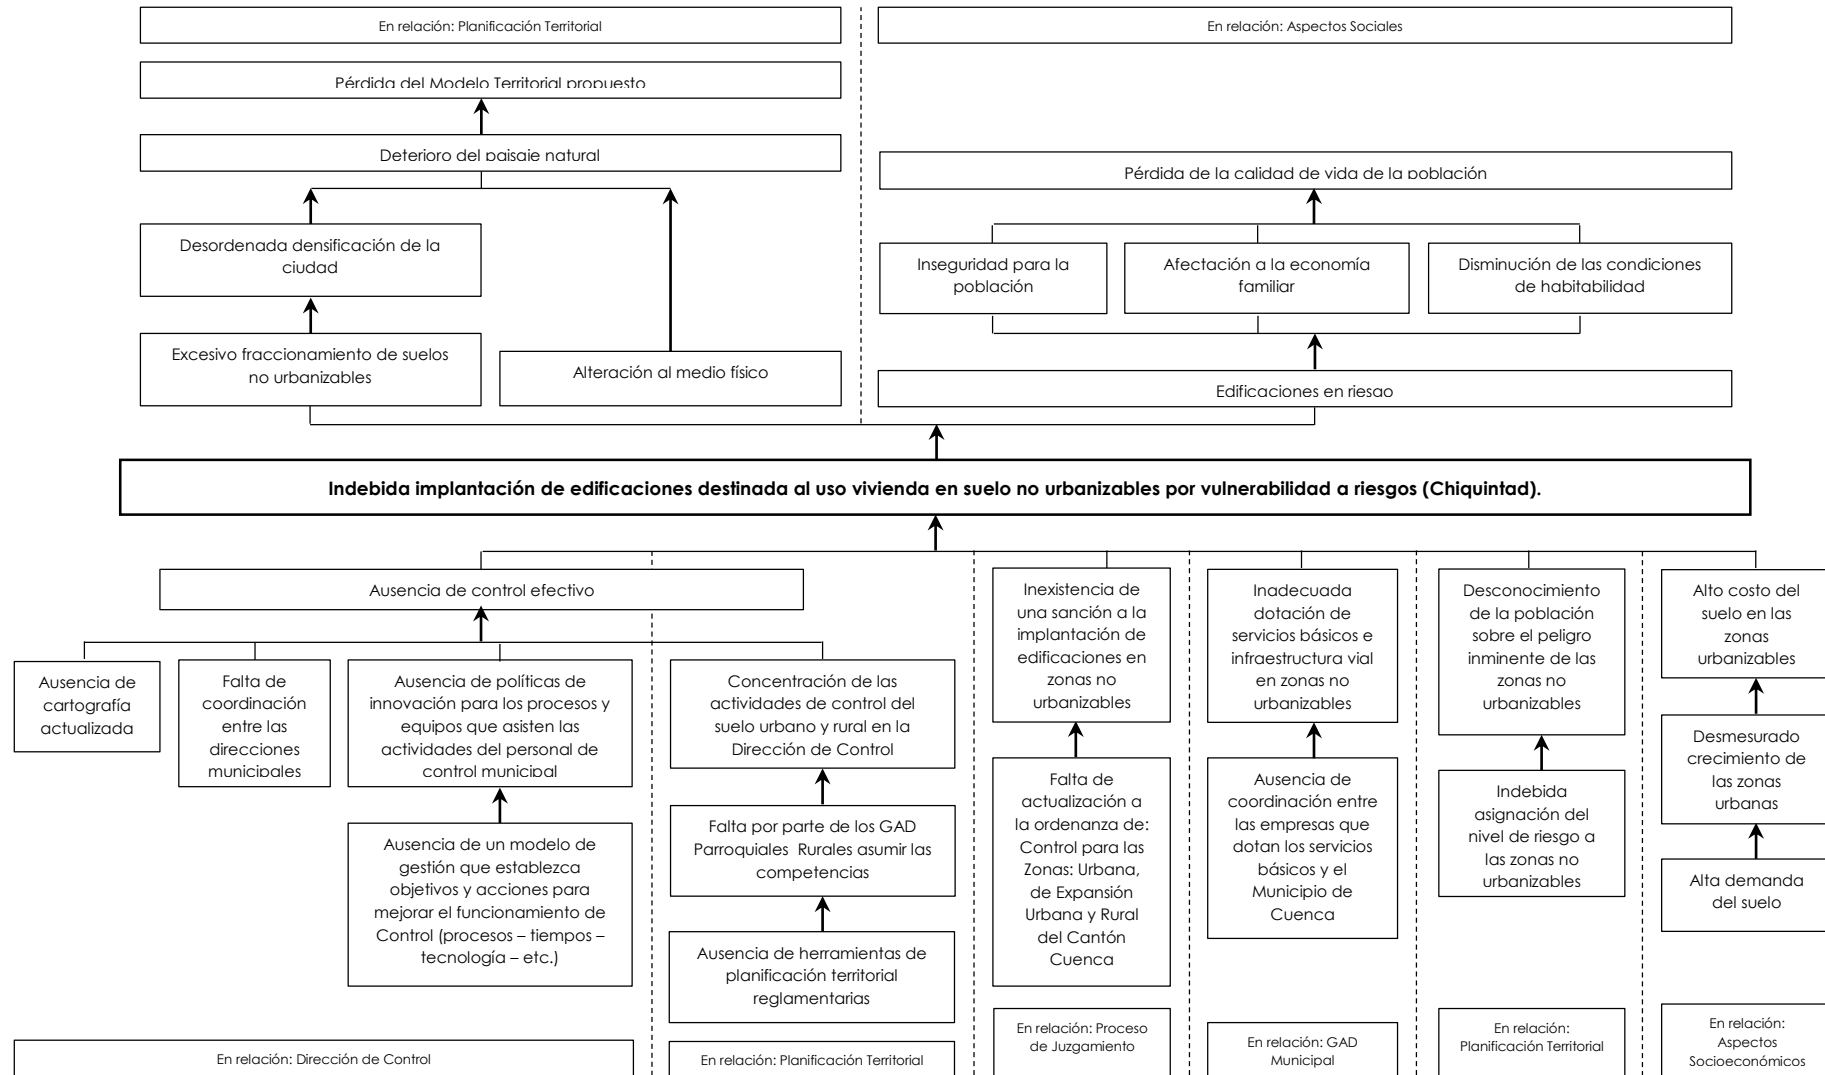 En relación: Planificación Territorial
En relación: Aspectos Sociales
Pérdida del Modelo Territorial propuesto
Deterioro del paisaje natural
Pérdida de la calidad de vida de la población
Desordenada densificación de la
ciudad
Inseguridad para la
población
Afectación a la economía
familiar
Disminución de las condiciones
de habitabilidad
Excesivo fraccionamiento de suelos
no urbanizables
Alteración al medio físico
Edificaciones en riesgo
Indebida implantación de edificaciones destinada al uso vivienda en suelo no urbanizables por vulnerabilidad a riesgos (Chiquintad).
Ausencia de control efectivo
Ausencia de
cartografía
actualizada
Falta de
coordinación
entre las
direcciones
municipales
Ausencia de políticas de
innovación para los procesos y
equipos que asisten las
actividades del personal de
control municipal
Ausencia de un modelo de
gestión que establezca
objetivos y acciones para
mejorar el funcionamiento de
Control (procesos – tiempos –
tecnología – etc.)
Concentración de las
actividades de control del
suelo urbano y rural en la
Dirección de Control
Falta por parte de los GAD
Parroquiales Rurales asumir las
competencias
Ausencia de herramientas de
planificación territorial
reglamentarias
Inexistencia de
una sanción a la
implantación de
edificaciones en
zonas no
urbanizables
Falta de
actualización a
la ordenanza de:
Control para las
Zonas: Urbana,
de Expansión
Urbana y Rural
del Cantón
Cuenca
Inadecuada
dotación de
servicios básicos e
infraestructura vial
en zonas no
urbanizables
Ausencia de
coordinación entre
las empresas que
dotan los servicios
básicos y el
Municipio de
Cuenca
Desconocimiento
de la población
sobre el peligro
inminente de las
zonas no
urbanizables
Indebida
asignación del
nivel de riesgo a
las zonas no
urbanizables
Alto costo del
suelo en las
zonas
urbanizables
Desmesurado
crecimiento de
las zonas
urbanas
Alta demanda
del suelo
En relación: Dirección de Control
En relación: Planificación Territorial
En relación: Proceso
de Juzgamiento
En relación: GAD
Municipal
En relación:
Planificación Territorial
En relación:
Aspectos
Socioeconómicos